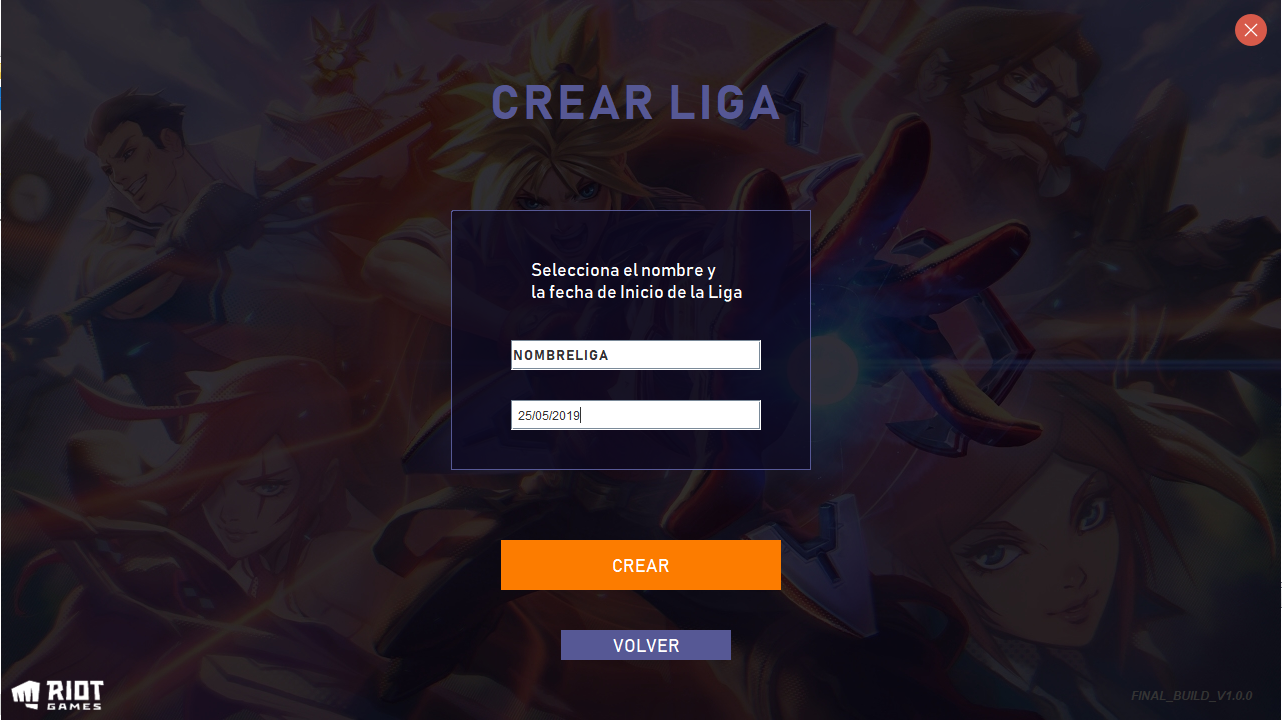 CREAR LIGA
Selecciona el nombre y
la fecha de Inicio de la Liga
NOMBRELIGA
25/05/2019
CREAR
VOLVER
RIOT
GAMES
FINAL_BUILD_V1.0.0